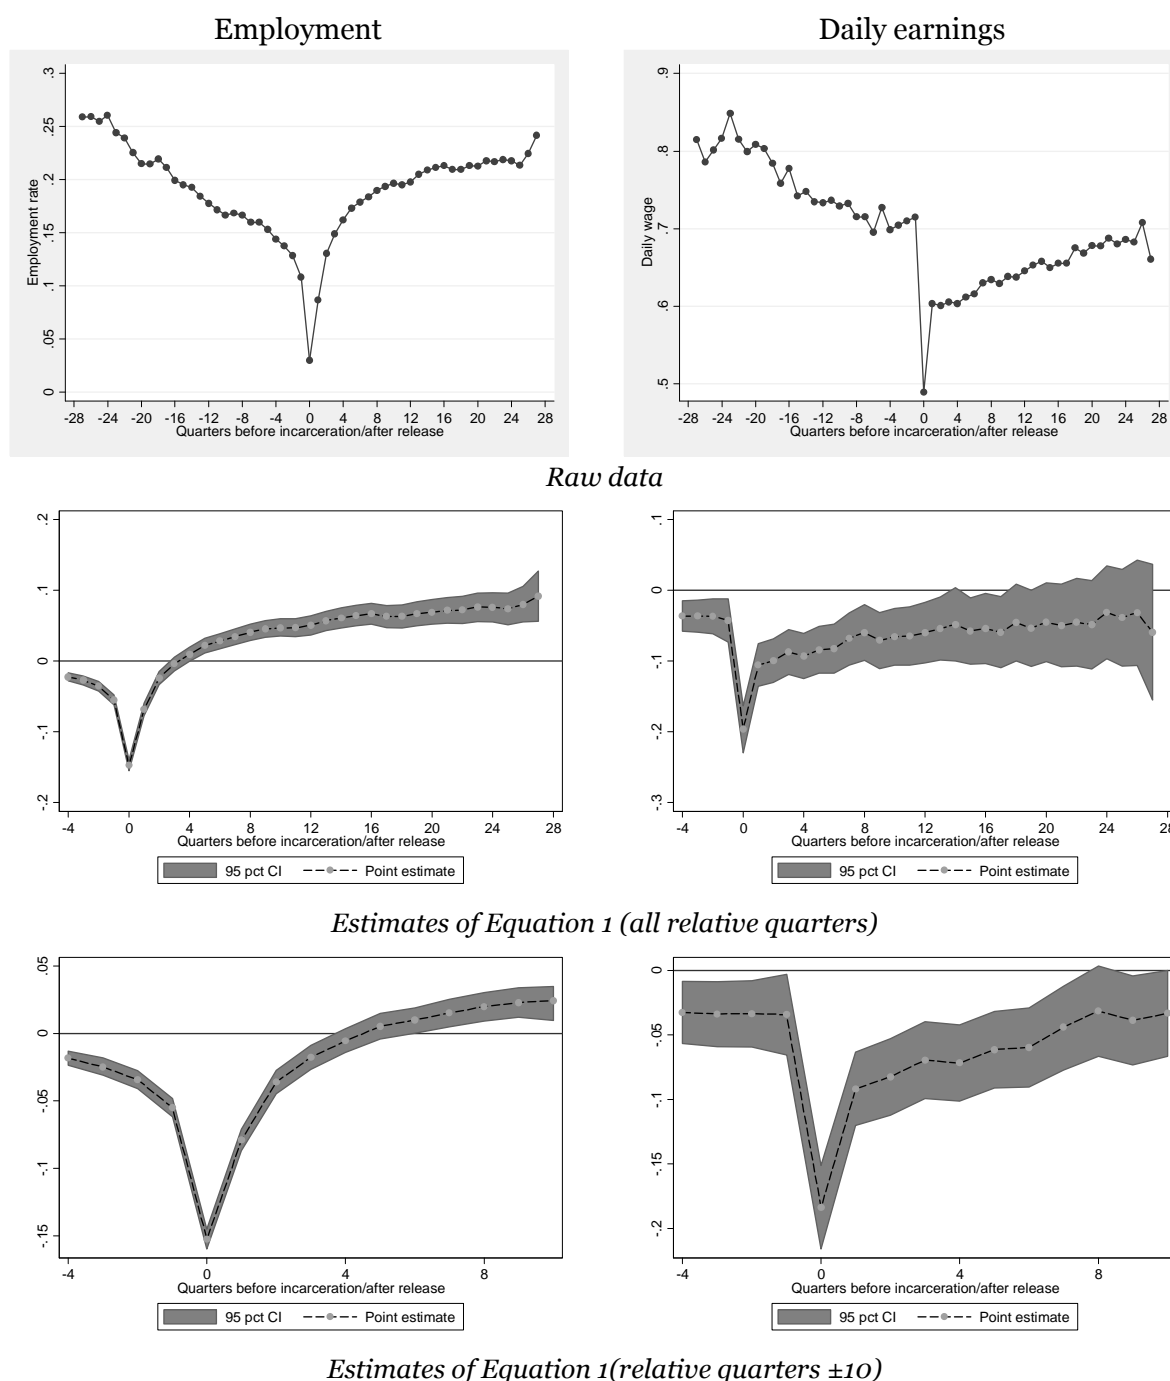 Employment
Daily earnings
.3
.25
.2
.15
.1
.05
0
Employment rate
-28 -24 -20 -16 -12 -8 -4 0 4 8 12 16 20 24 28
Quarters before incarceration/after release
.9
.8
.7
.6
.5
Daily wage
-28 -24 -20 -16 -12 -8 -4 0 4 8 12 16 20 24 28
Quarters before incarceration/after release
Raw data
.2
.1
0
-.1
-.2
-4 0 4 8 12 16 20 24 28
Quarters before incarceration/after release
95 pct CI Point estimate
.1
0
-.1
-.2
-.3
-4 0 4 8 12 16 20 24 28
Quarters before incarceration/after release
95 pct CI Point estimate
Estimates of Equation 1 (all relative quarters)
.05
0
-.05
-.1
-.15
-4 0 4 8
Quarters before incarceration/after release
95 pct CI Point estimate
0
-.05
-.1
-.15
-.2
-4 0 4 8
Quarters before incarceration/after release
95 pct CI Point estimate
Estimates of Equation 1(relative quarters ±10)